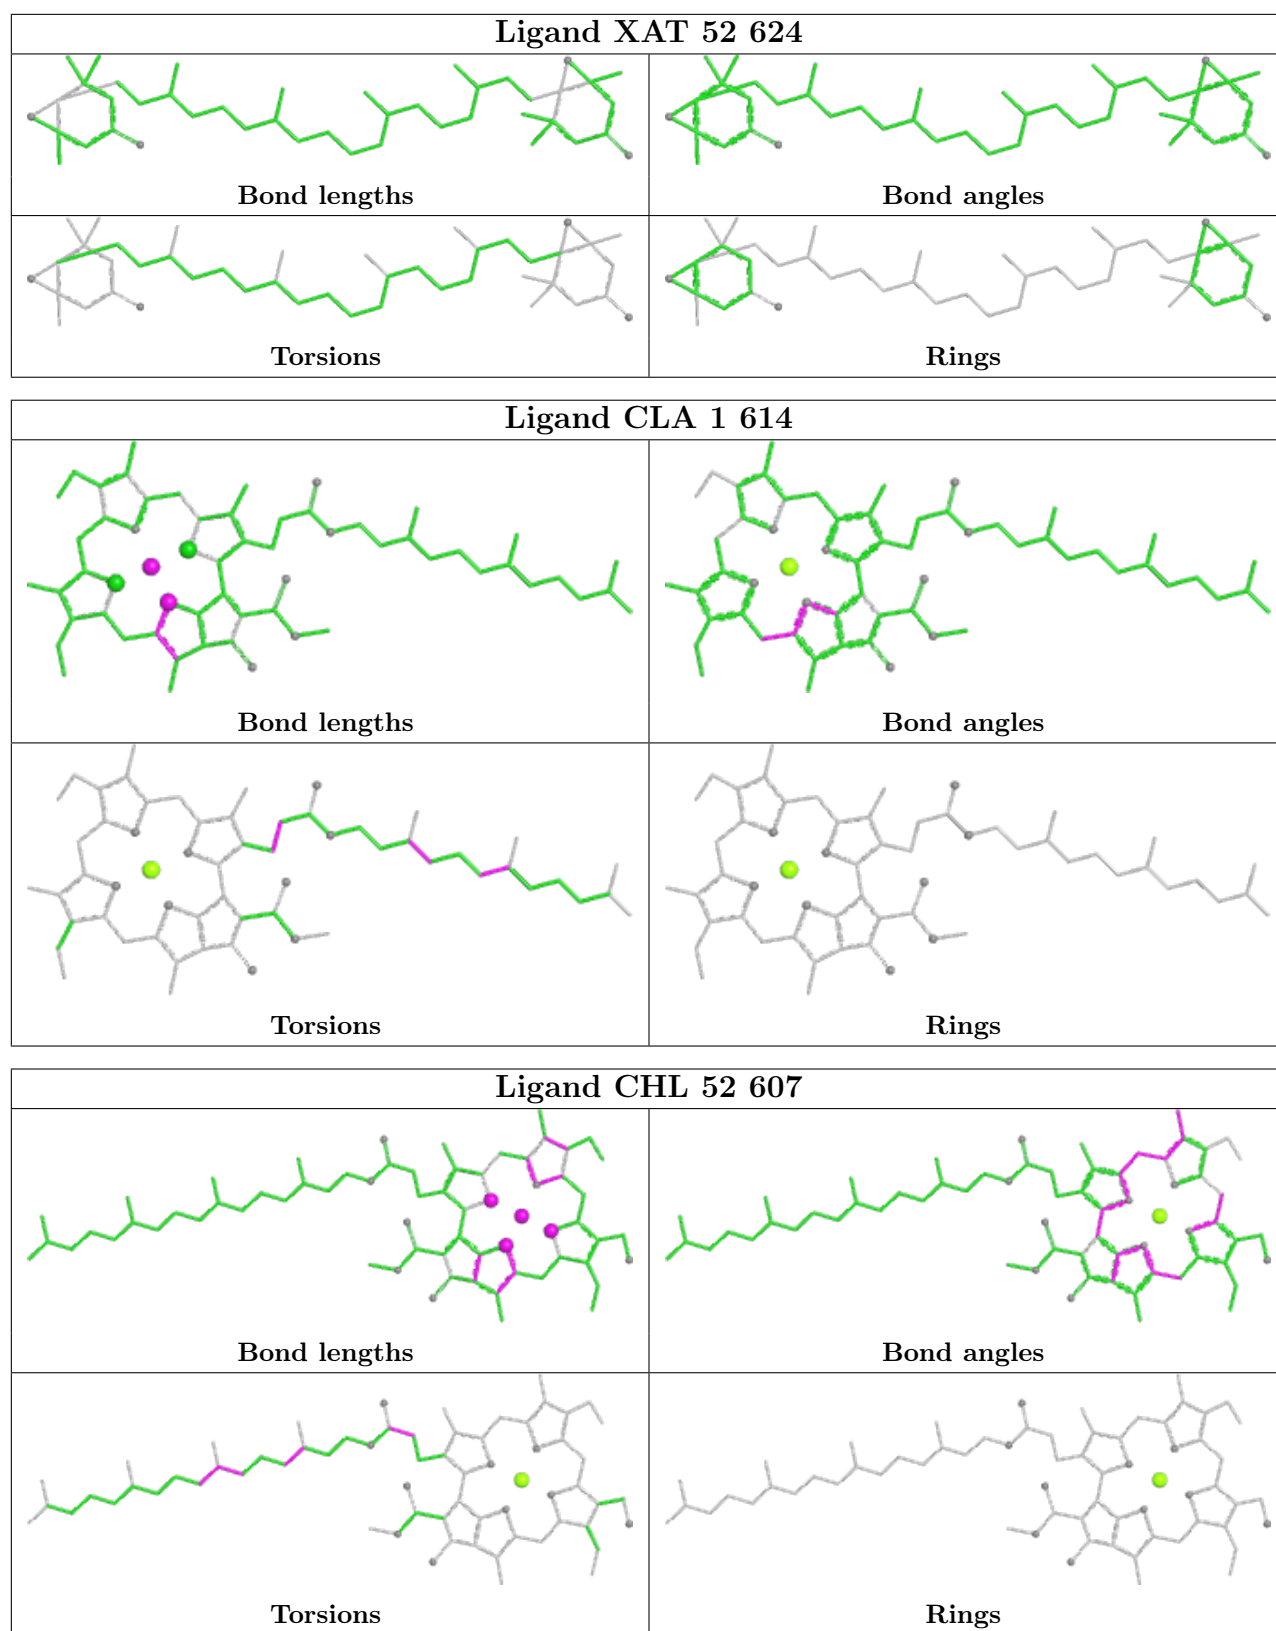 Ligand XAT 52 624
Bond lengths
Bond angles
Torsions
Rings
Ligand CLA 1 614
Bond lengths
Bond angles
Torsions
Rings
Ligand CHL 52 607
Bond lengths
Bond angles
Torsions
Rings